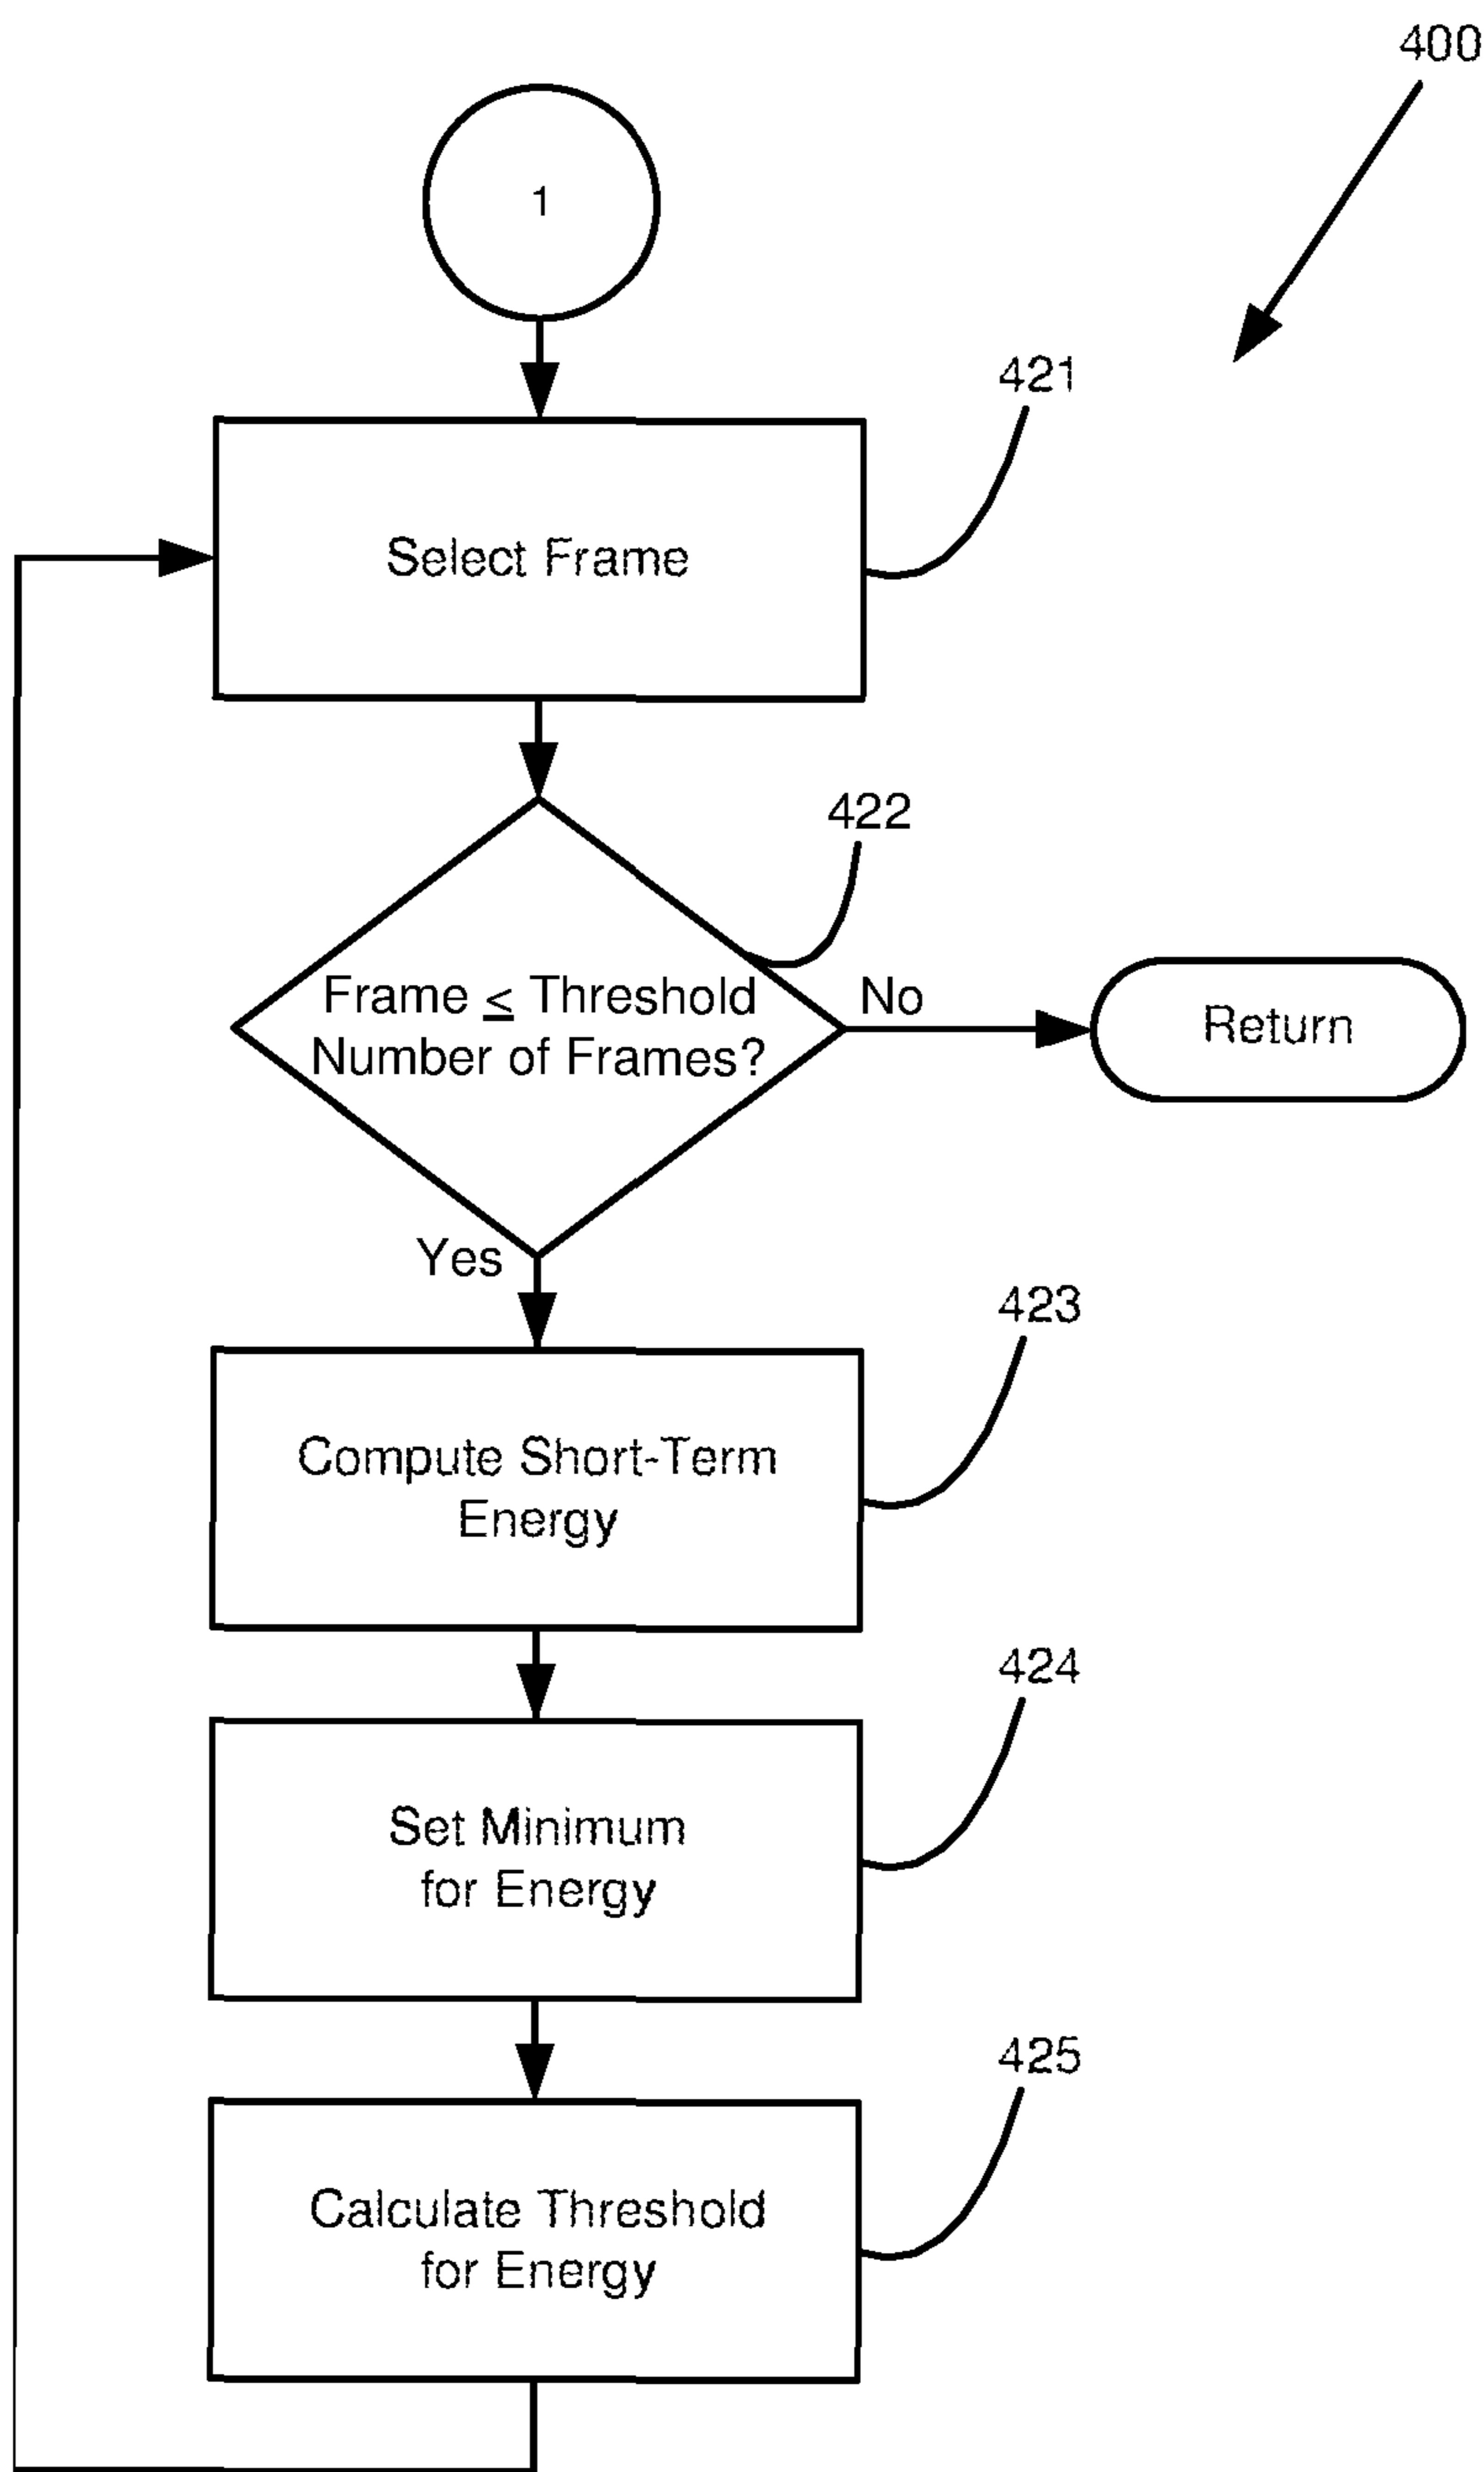 400
1
421
Select Frame
422
Frame ≤ Threshold
Number of Frames?
No
Return
Yes
423
Compute Short-Term
Energy
424
Set Minimum
for Energy
425
Calculate Threshold
for Energy